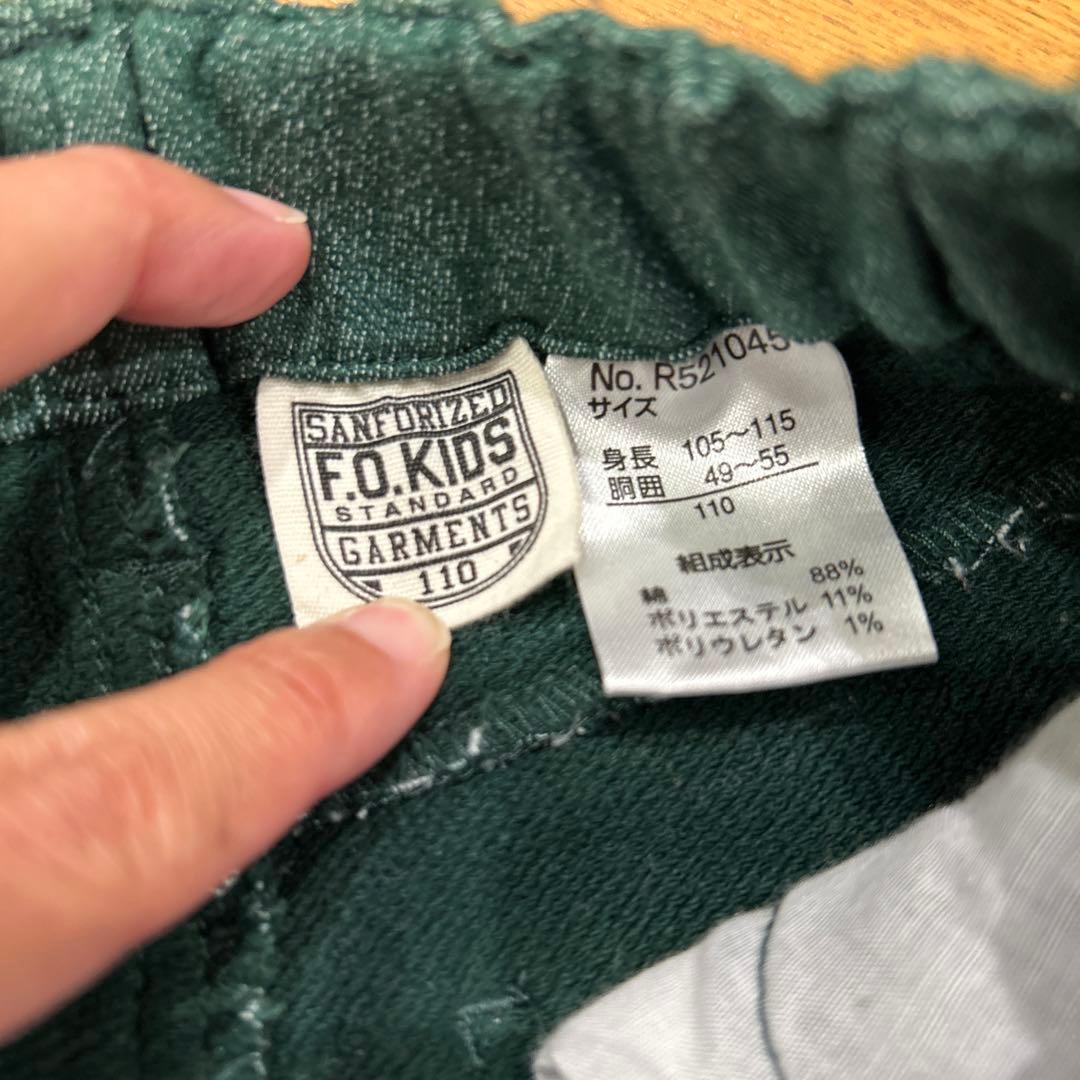 SANFORIZED
F.O.KIDS
STANDARD
GARMENTS
110
No. R521045
サイズ
身長 105〜115
胴囲 49〜55
110
組成表示
綿 88%
ポリエステル 11%
ポリウレタン 1%